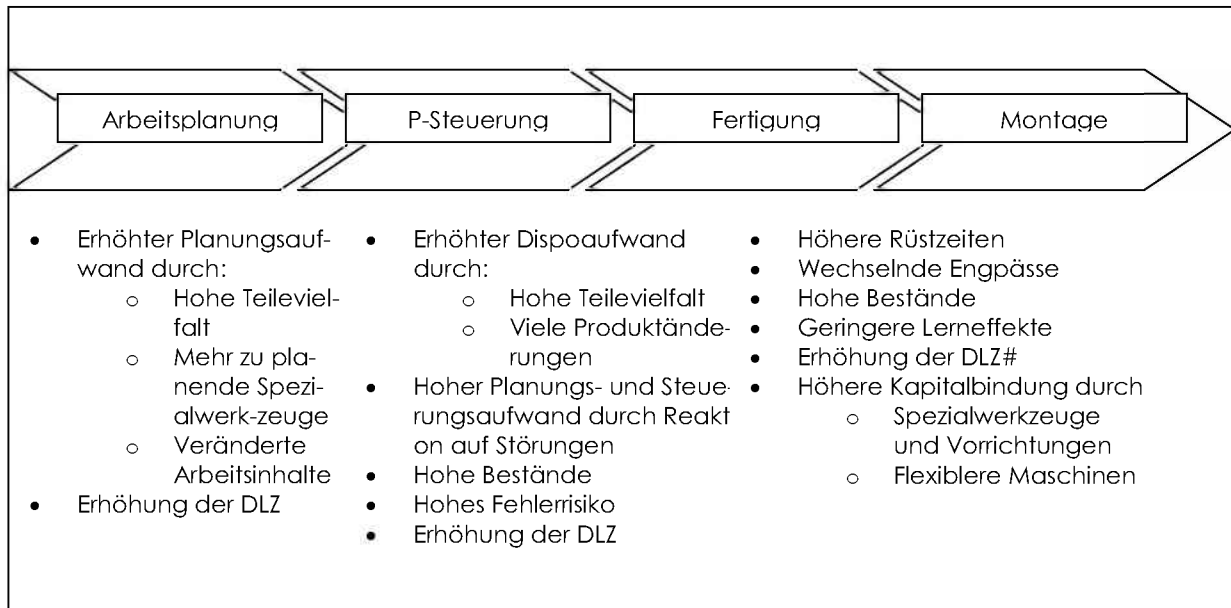 Arbeitsplanung
P-Steuerung
Fertigung
Montage
• Erhöhter Planungsauf-
wand durch:
o Hohe Teileviel-
falt
o Mehr zu pla-
nende Spezi-
alwerk-zeuge
o Veränderte
Arbeitsinhalte
• Erhöhung der DLZ
• Erhöhter Dispoaufwand
durch:
o Hohe Teilevielfalt
o Viele Produktände-
rungen
• Hoher Planungs- und Steue-
rungsaufwand durch Reakt
on auf Störungen
• Hohe Bestände
• Hohes Fehlerrisiko
• Erhöhung der DLZ
• Höhere Rüstzeiten
• Wechselnde Engpässe
• Hohe Bestände
• Geringere Lerneffekte
• Erhöhung der DLZ#
• Höhere Kapitalbindung durch
o Spezialwerkzeuge
und Vorrichtungen
o Flexiblere Maschinen